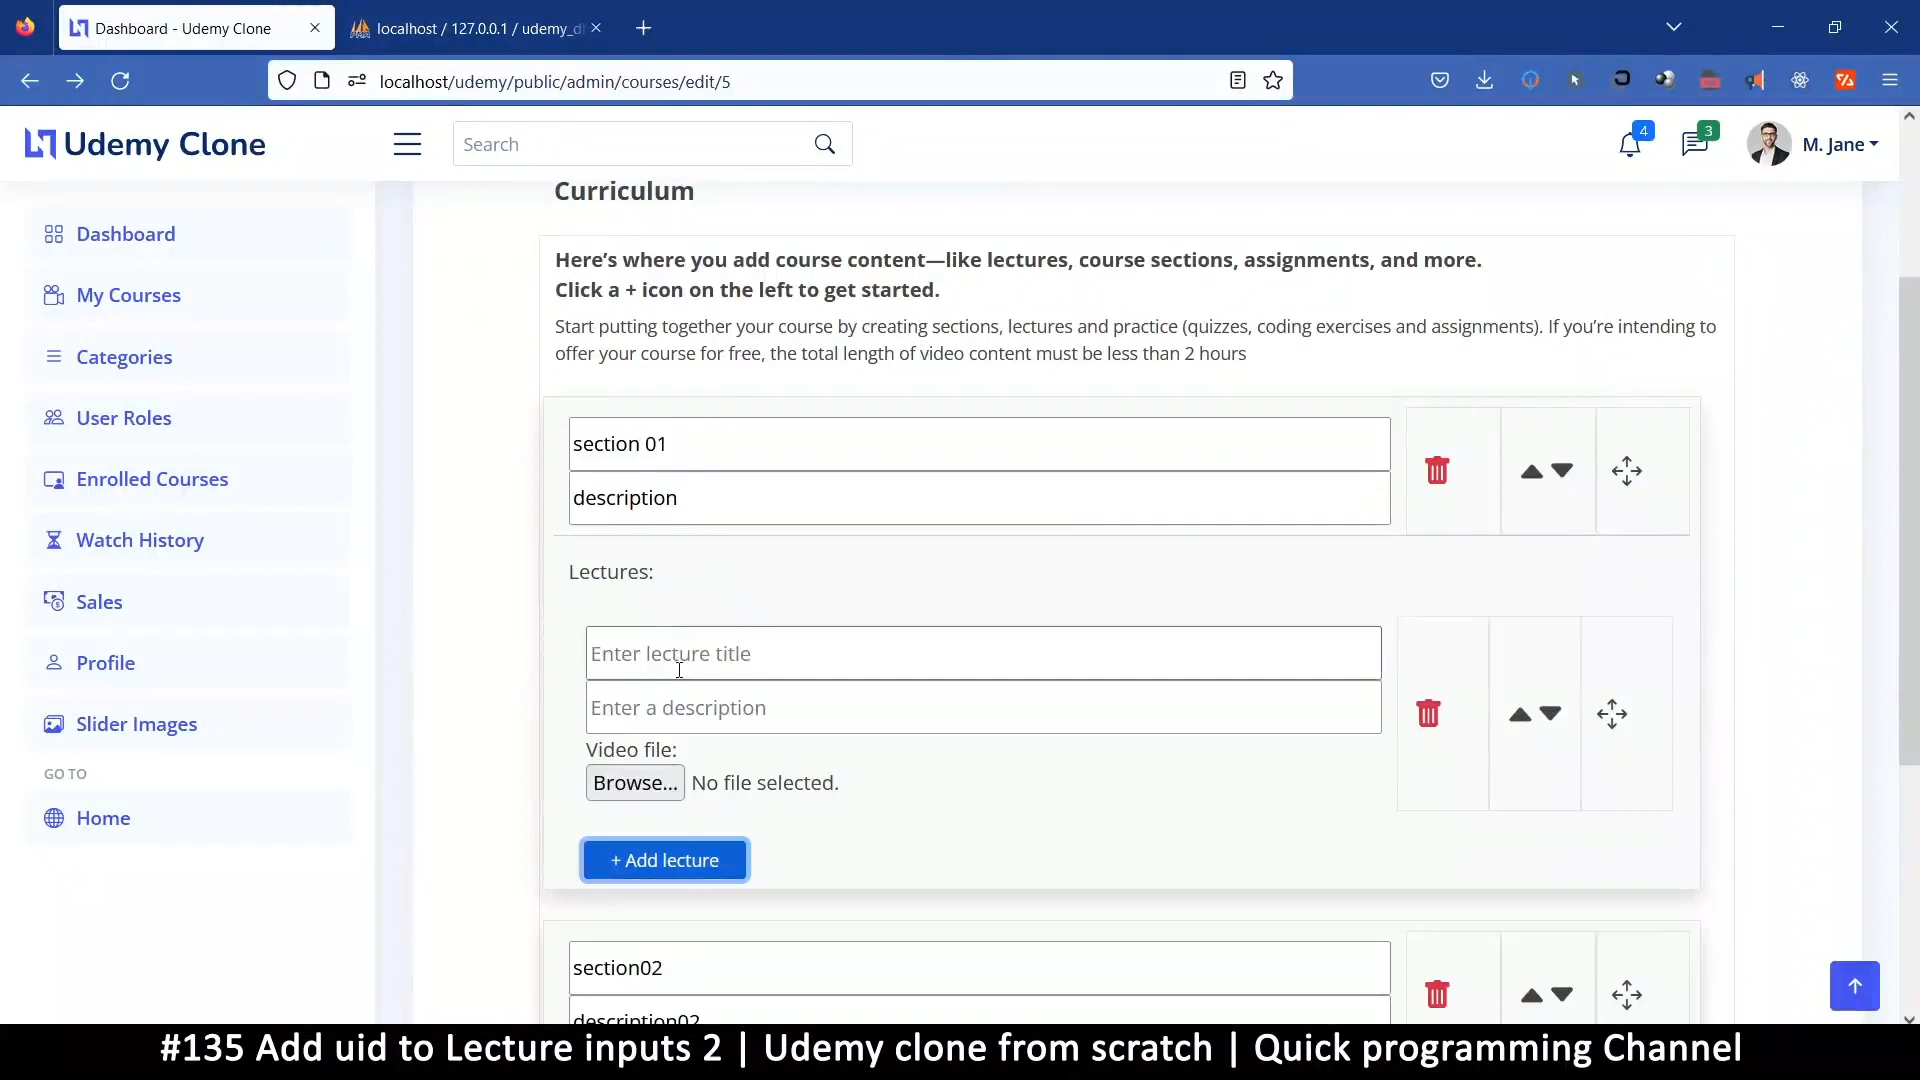 Dashboard - Udemy Clone
localhost / 127.0.0.1 / udemy_d
localhost/udemy/public/admin/courses/edit/5
Udemy Clone
Search
4
3
M. Jane
Dashboard
My Courses
Categories
User Roles
Enrolled Courses
Watch History
Sales
Profile
Slider Images
GO TO
Home
Curriculum
Here’s where you add course content—like lectures, course sections, assignments, and more.
Click a + icon on the left to get started.
Start putting together your course by creating sections, lectures and practice (quizzes, coding exercises and assignments). If you’re intending to
offer your course for free, the total length of video content must be less than 2 hours
section 01
description
Lectures:
Enter lecture title
Enter a description
Video file:
Browse... No file selected.
+ Add lecture
section02
description02
#135 Add uid to Lecture inputs 2 | Udemy clone from scratch | Quick programming Channel